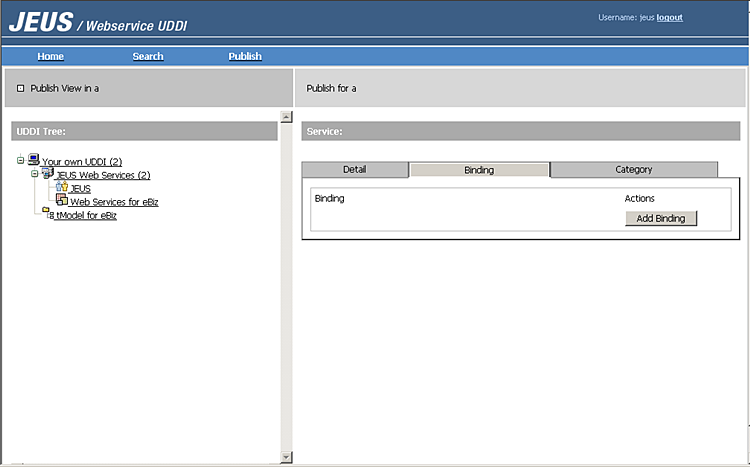 JEUS / Webservice UDDI
Username: jeus logout
Home Search Publish
Publish View in a
Publish for a
UDDI Tree:
Service:
Your own UDDI (2)
JEUS Web Services (2)
JEUS
Web Services for eBiz
tModel for eBiz
Detail Binding Category
Binding Actions
Add Binding